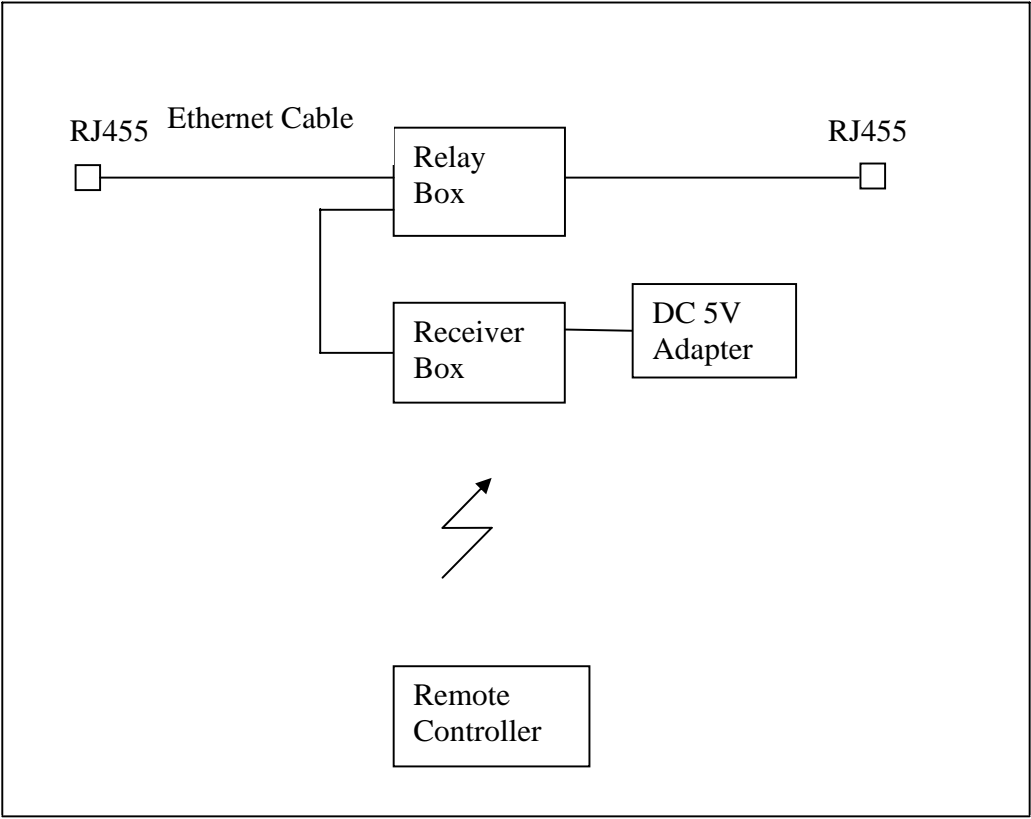 RJ455
Ethernet Cable
RJ455
Relay
Box
Receiver
Box
DC 5V
Adapter
Remote
Controller